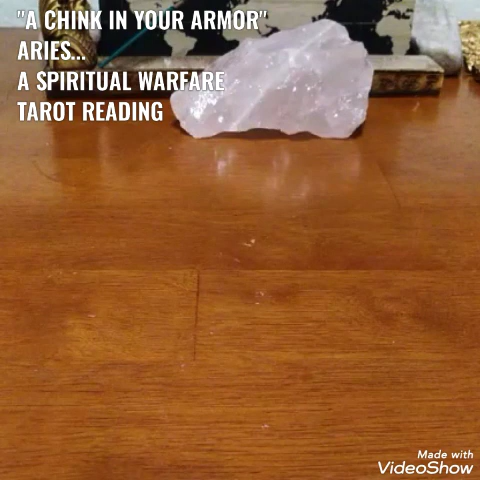 "A CHINK IN YOUR ARMOR"
ARIES...
A SPIRITUAL WARFARE
TAROT READING
Made with
VideoShow